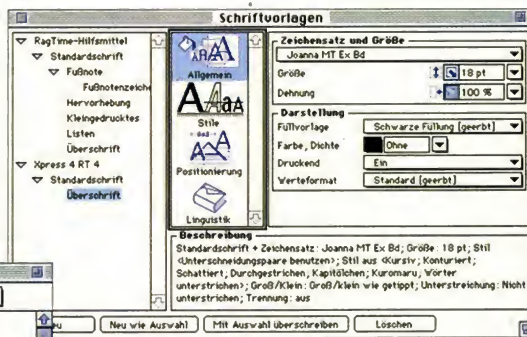 Schriftvorlagen
RagTime-Hilfsmittel
Standardschrift
Fußnote
Fußnotenzeiche
Hervorhebung
Kleingedrucktes
Listen
Überschrift
Xpress 4 RT 4
Standardschrift
Überschrift
Allgemein
Stile
Positionierung
Linguistik
Zeichensatz und Größe
Joanna MT Ex Bd
Größe 18 pt
Dehnung 100 %
Darstellung
Füllvorlage Schwarze Füllung (geerbt)
Farbe, Dichte Ohne
Druckend Ein
Werteformat Standard (geerbt)
Beschreibung
Standardschrift + Zeichensatz: Joanna MT Ex Bd; Größe: 18 pt; Stil
<Unterschneidungspaare benutzen>; Stil aus <Kursiv; Konturiert;
Schattiert; Durchgestrichen, Kapitölchen; Kuromaru, Wörter
unterstrichen>; Groß/Klein: Groß/klein wie getippt; Unterstreichung: Nicht
unterstrichen; Trennung: aus
eu Neu wie Auswahl Mit Auswahl überschreiben Löschen